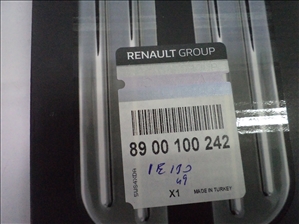 RENAULT GROUP
89 00 100 242
X1
MADE IN TURKEY